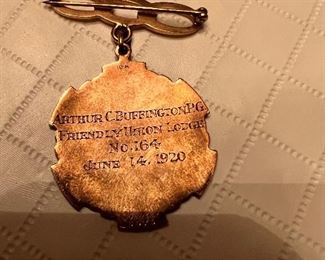 ARTHUR C. BUFFINGTON P.G.
FRIENDLY UNION LODGE
No. 164
JUNE 14, 1920